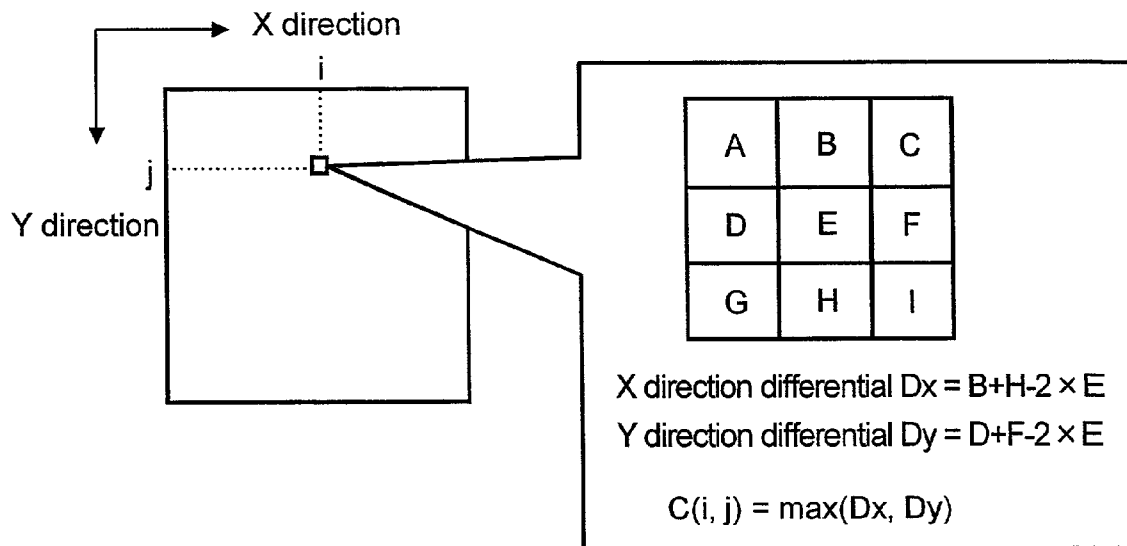 X direction
i
j
Y direction
A B C
D E F
G H I
X direction differential Dx = B+H-2 × E
Y direction differential Dy = D+F-2 × E
C(i, j) = max(Dx, Dy)